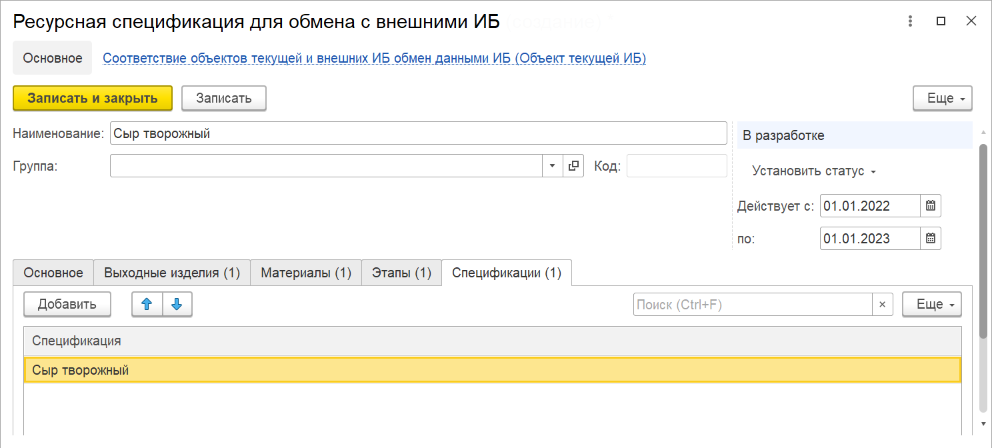 Ресурсная спецификация для обмена с внешними ИБ
Основное Соответствие объектов текущей и внешних ИБ обмен данными ИБ (Объект текущей ИБ)
Записать и закрыть Записать Еще
Наименование: Сыр творожный В разработке
Группа: Код: Установить статус
Действует с: 01.01.2022
по: 01.01.2023
Основное Выходные изделия (1) Материалы (1) Этапы (1) Спецификации (1)
Добавить Поиск (Ctrl+F) × Еще
Спецификация
Сыр творожный